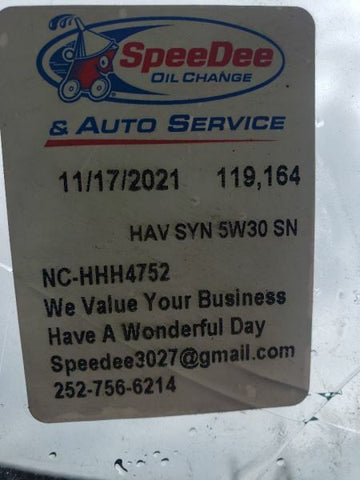 SpeeDee
OIL CHANGE
& AUTO SERVICE
11/17/2021 119,164
HAV SYN 5W30 SN
NC-HHH4752
We Value Your Business
Have A Wonderful Day
Speedee3027@gmail.com
252-756-6214